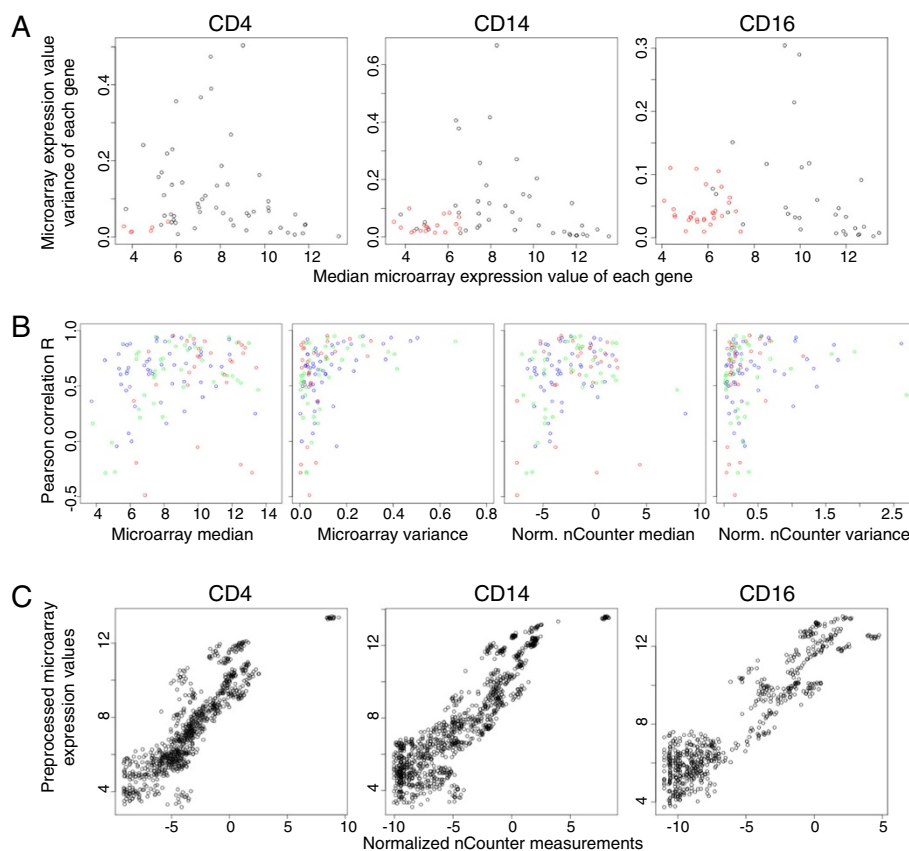 A
CD4
CD14
CD16
Microarray expression value
variance of each gene
0.0 0.2 0.4
4 6 8 10 12
0.0 0.2 0.4 0.6
4 6 8 10 12
0.0 0.1 0.2 0.3
4 6 8 10 12
Median microarray expression value of each gene
B
Pearson correlation R
-0.5 0.0 0.5 1.0
4 6 8 10 12 14
0.0 0.2 0.4 0.6 0.8
-5 0 5 10
0.5 1.5 2.5
Microarray median
Microarray variance
Norm. nCounter median
Norm. nCounter variance
C
CD4
CD14
CD16
Preprocessed microarray
expression values
4 8 12
-5 0 5 10
4 8 12
-10 -5 0 5
4 8 12
-10 -5 0 5
Normalized nCounter measurements